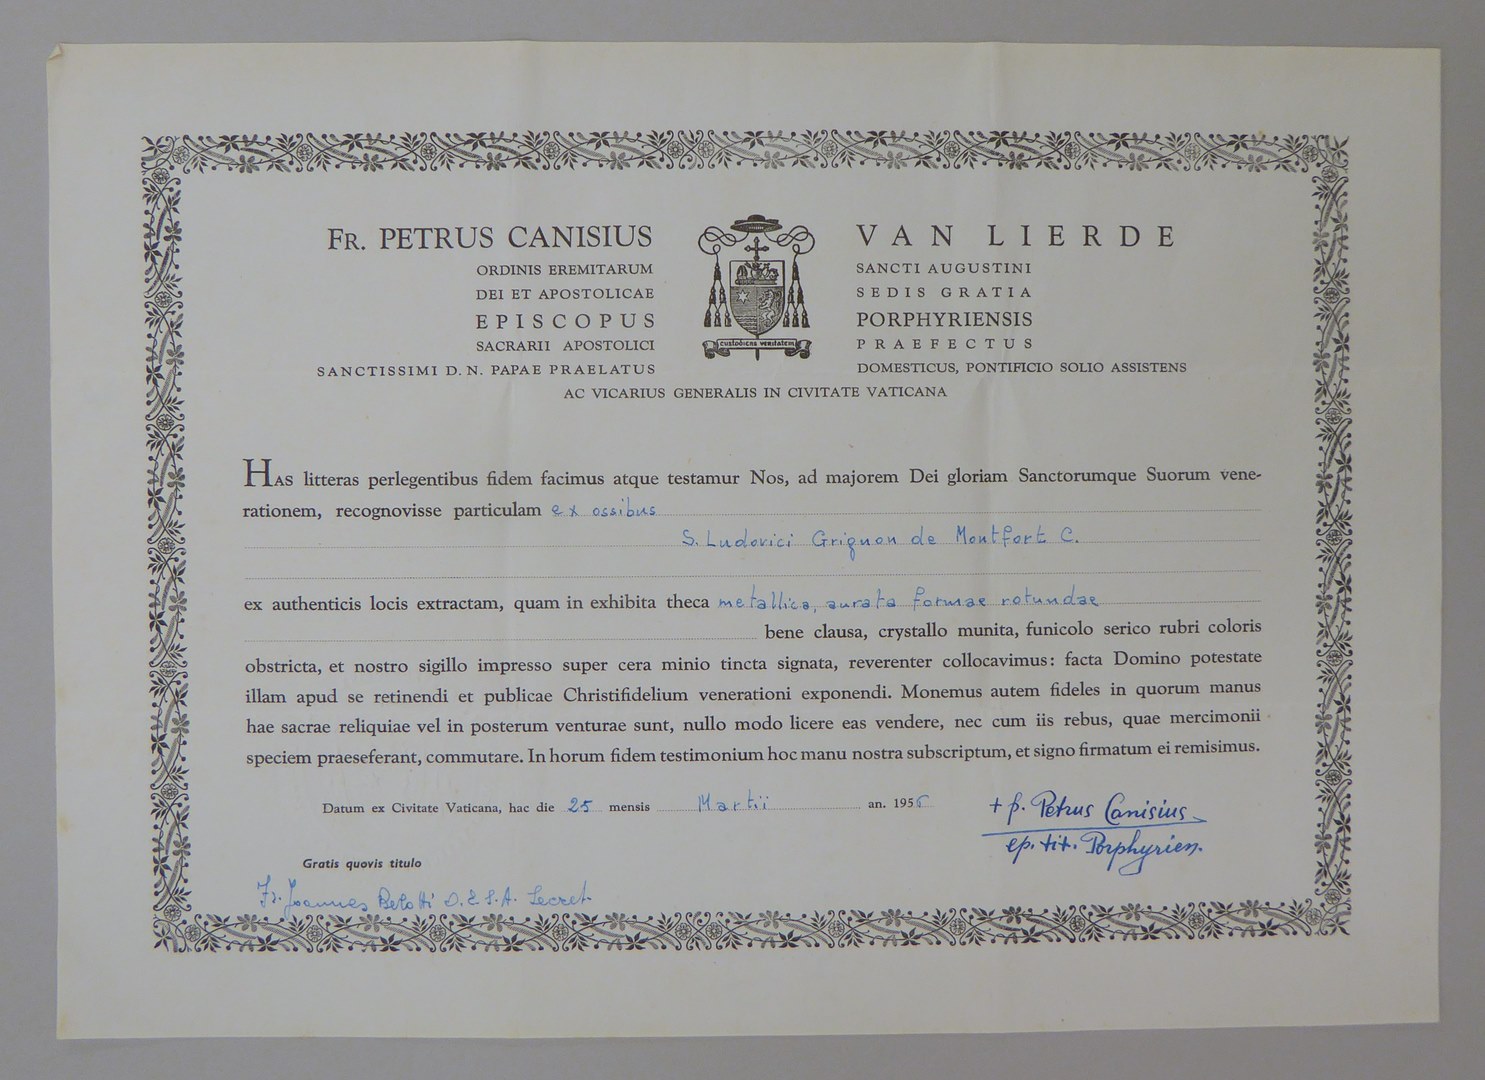 FR. PETRUS CANISIUS VAN LIERDE
ORDINIS EREMITARUM SANCTI AUGUSTINI
DEI ET APOSTOLICAE SEDIS GRATIA
EPISCOPUS PORPHYRIENSIS
SACRARII APOSTOLICI PRAEFECTUS
custodiens veritatem
SANCTISSIMI D. N. PAPAE PRAELATUS DOMESTICUS, PONTIFICIO SOLIO ASSISTENS
AC VICARIUS GENERALIS IN CIVITATE VATICANA
HAS litteras perlegentibus fidem facimus atque testamur Nos, ad majorem Dei gloriam Sanctorumque Suorum vene-
rationem, recognovisse particulam ex ossibus
S. Ludovici Grignon de Montfort C.
ex authenticis locis extractam, quam in exhibita theca metallica, aurata formae rotundae
bene clausa, crystallo munita, funicolo serico rubri coloris
obstricta, et nostro sigillo impresso super cera minio tincta signata, reverenter collocavimus: facta Domino potestate
illam apud se retinendi et publicae Christifidelium venerationi exponendi. Monemus autem fideles in quorum manus
hae sacrae reliquiae vel in posterum venturae sunt, nullo modo licere eas vendere, nec cum iis rebus, quae mercimonii
speciem praeseferant, commutare. In horum fidem testimonium hoc manu nostra subscriptum, et signo firmatum ei remisimus.
Datum ex Civitate Vaticana, hac die 25 mensis Martii an.
+ f. Petrus Canisius
ep. tit. Porphyrien.
Gratis quovis titulo
Fr. Joannes Belotti O.E.S.A. Secret.